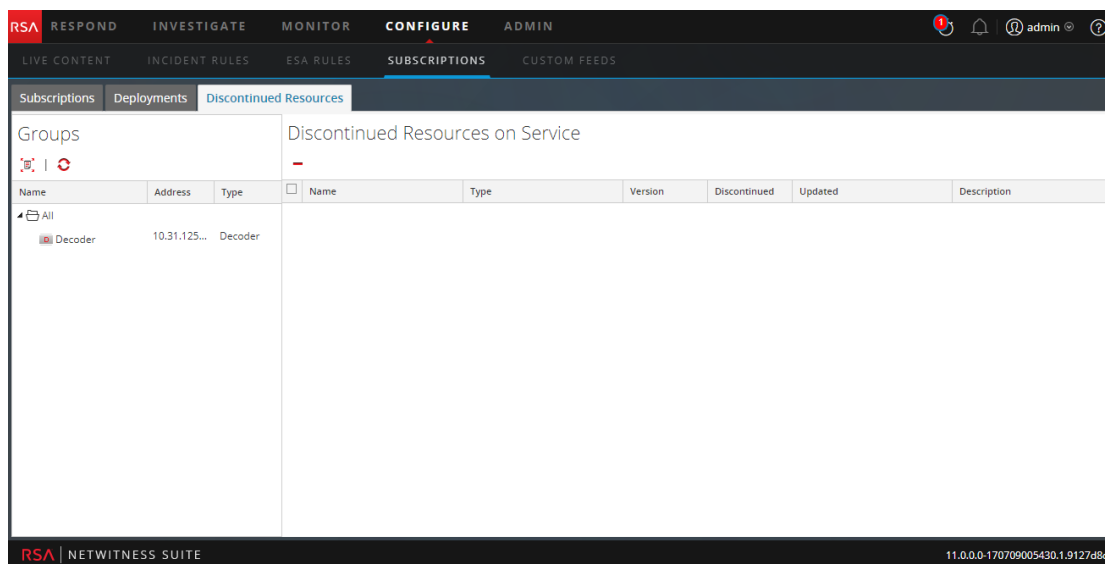 RSA RESPOND INVESTIGATE MONITOR CONFIGURE ADMIN 1 admin ?
LIVE CONTENT INCIDENT RULES ESA RULES SUBSCRIPTIONS CUSTOM FEEDS
Subscriptions Deployments Discontinued Resources
Groups
Discontinued Resources on Service
Name Address Type
Name Type Version Discontinued Updated Description
All
Decoder 10.31.125... Decoder
RSA NETWITNESS SUITE 11.0.0.0-170709005430.1.9127d8